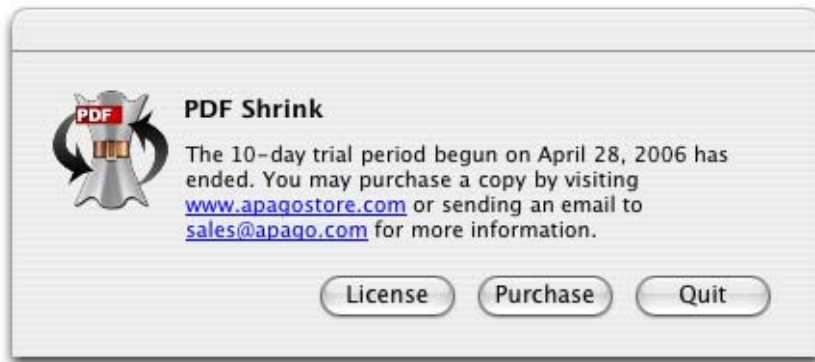 PDF
PDF Shrink
The 10-day trial period begun on April 28, 2006 has
ended. You may purchase a copy by visiting
www.apagostore.com or sending an email to
sales@apago.com for more information.
License Purchase Quit